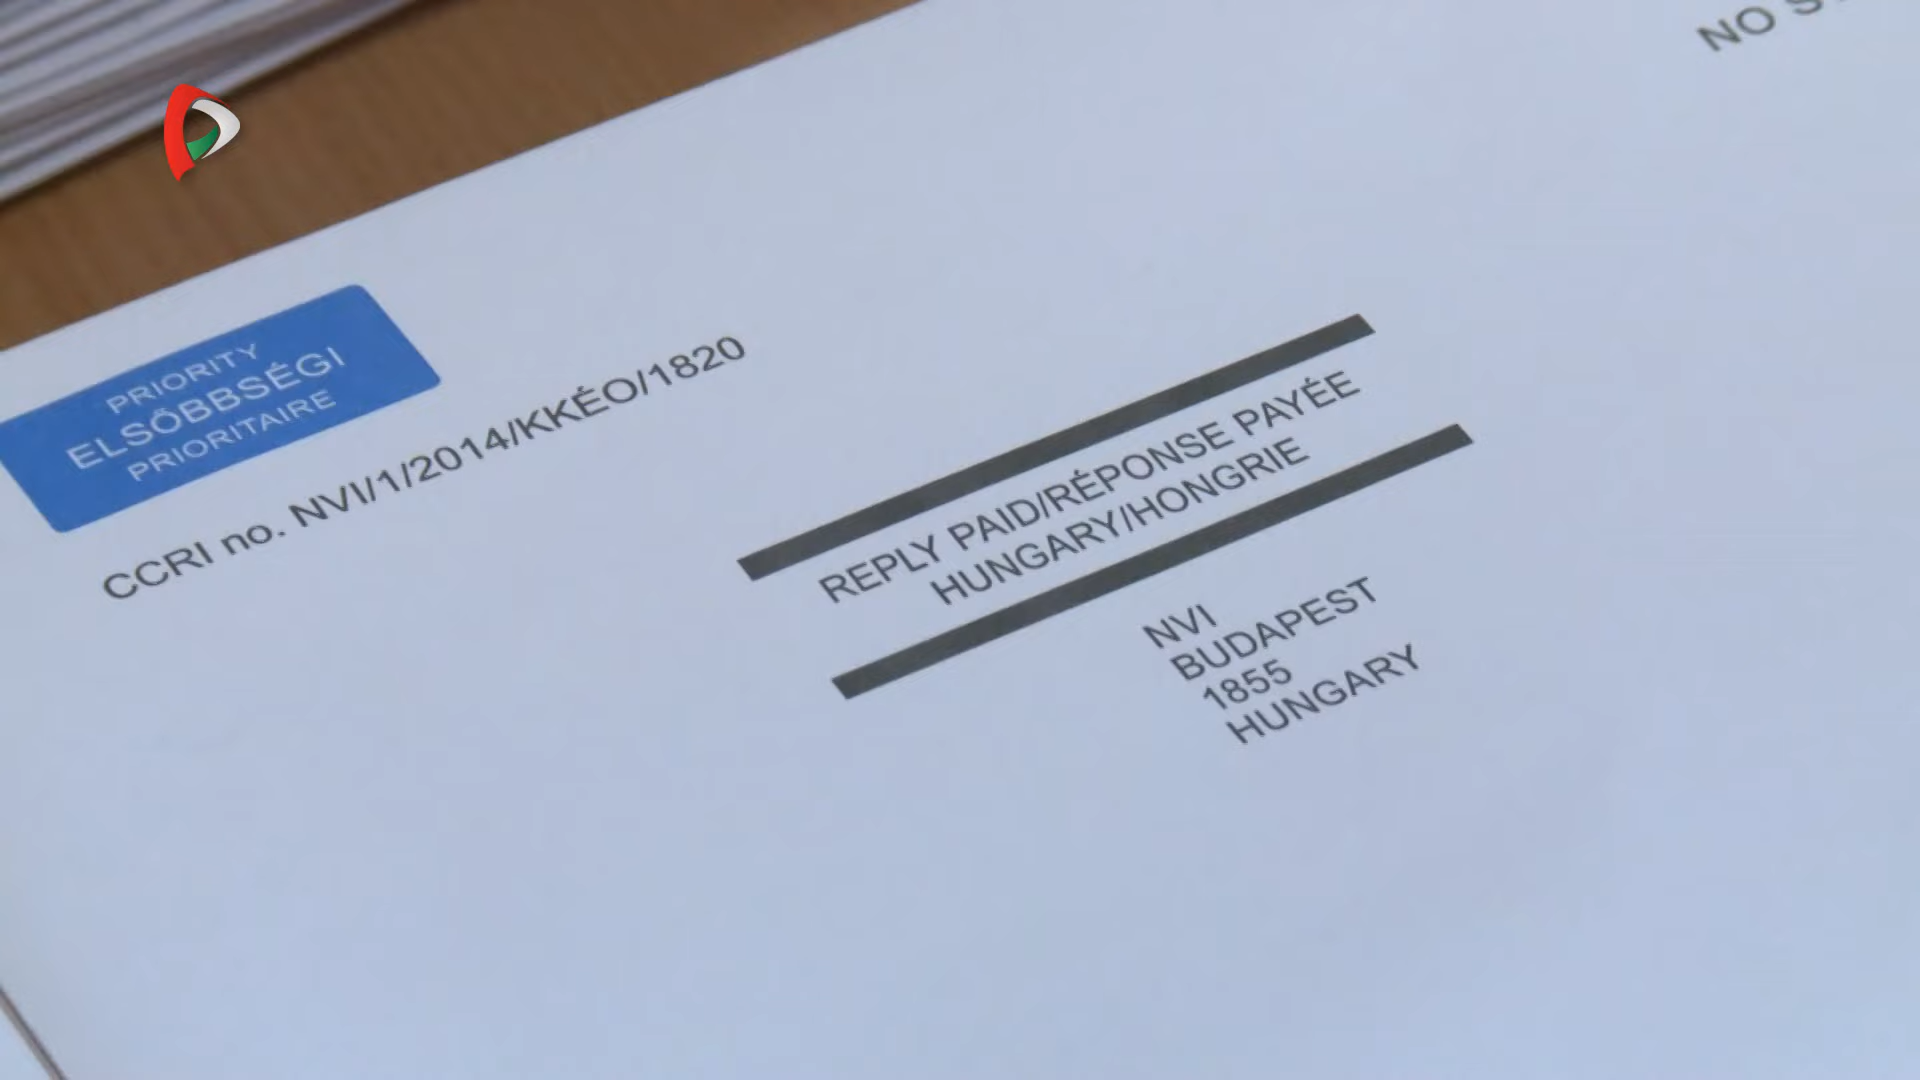 NO
PRIORITY
ELSŐBBSÉGI
PRIORITAIRE
CCRI no. NVI/1/2014/KKÉO/1820
REPLY PAID/RÉPONSE PAYÉE
HUNGARY/HONGRIE
NVI
BUDAPEST
1855
HUNGARY